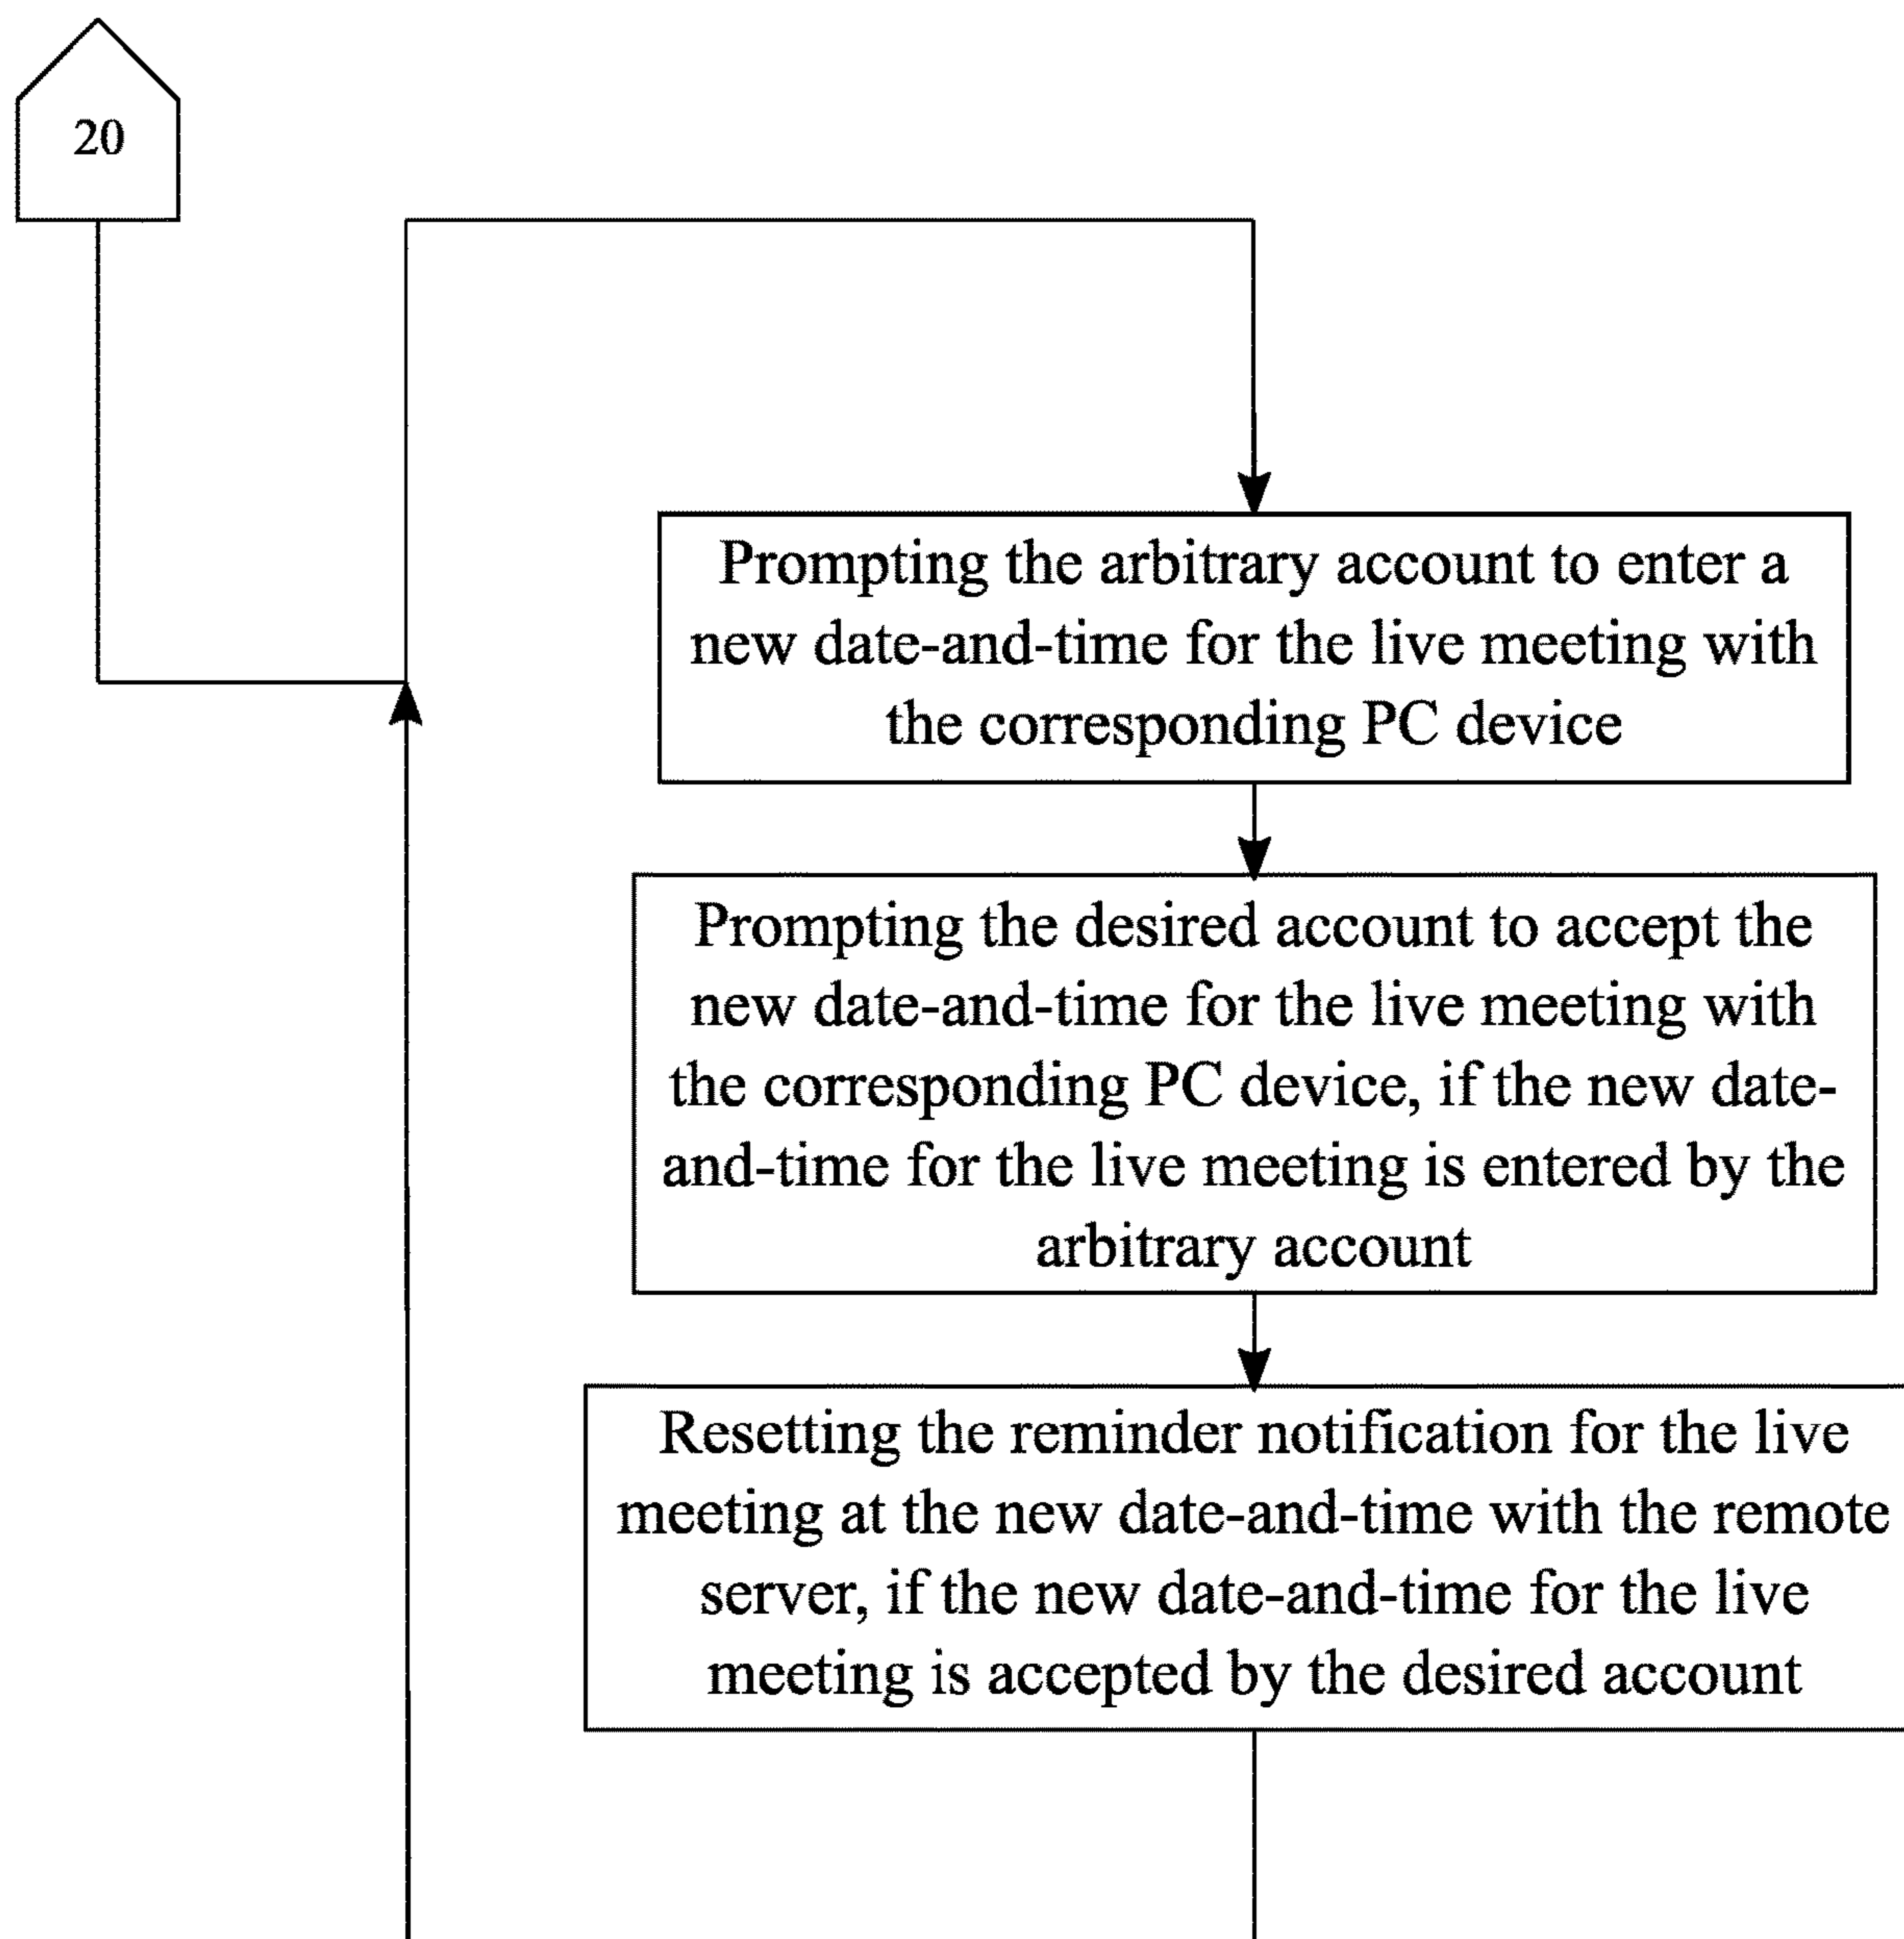 20
Prompting the arbitrary account to enter a
new date-and-time for the live meeting with
the corresponding PC device
Prompting the desired account to accept the
new date-and-time for the live meeting with
the corresponding PC device, if the new date-
and-time for the live meeting is entered by the
arbitrary account
Resetting the reminder notification for the live
meeting at the new date-and-time with the remote
server, if the new date-and-time for the live
meeting is accepted by the desired account